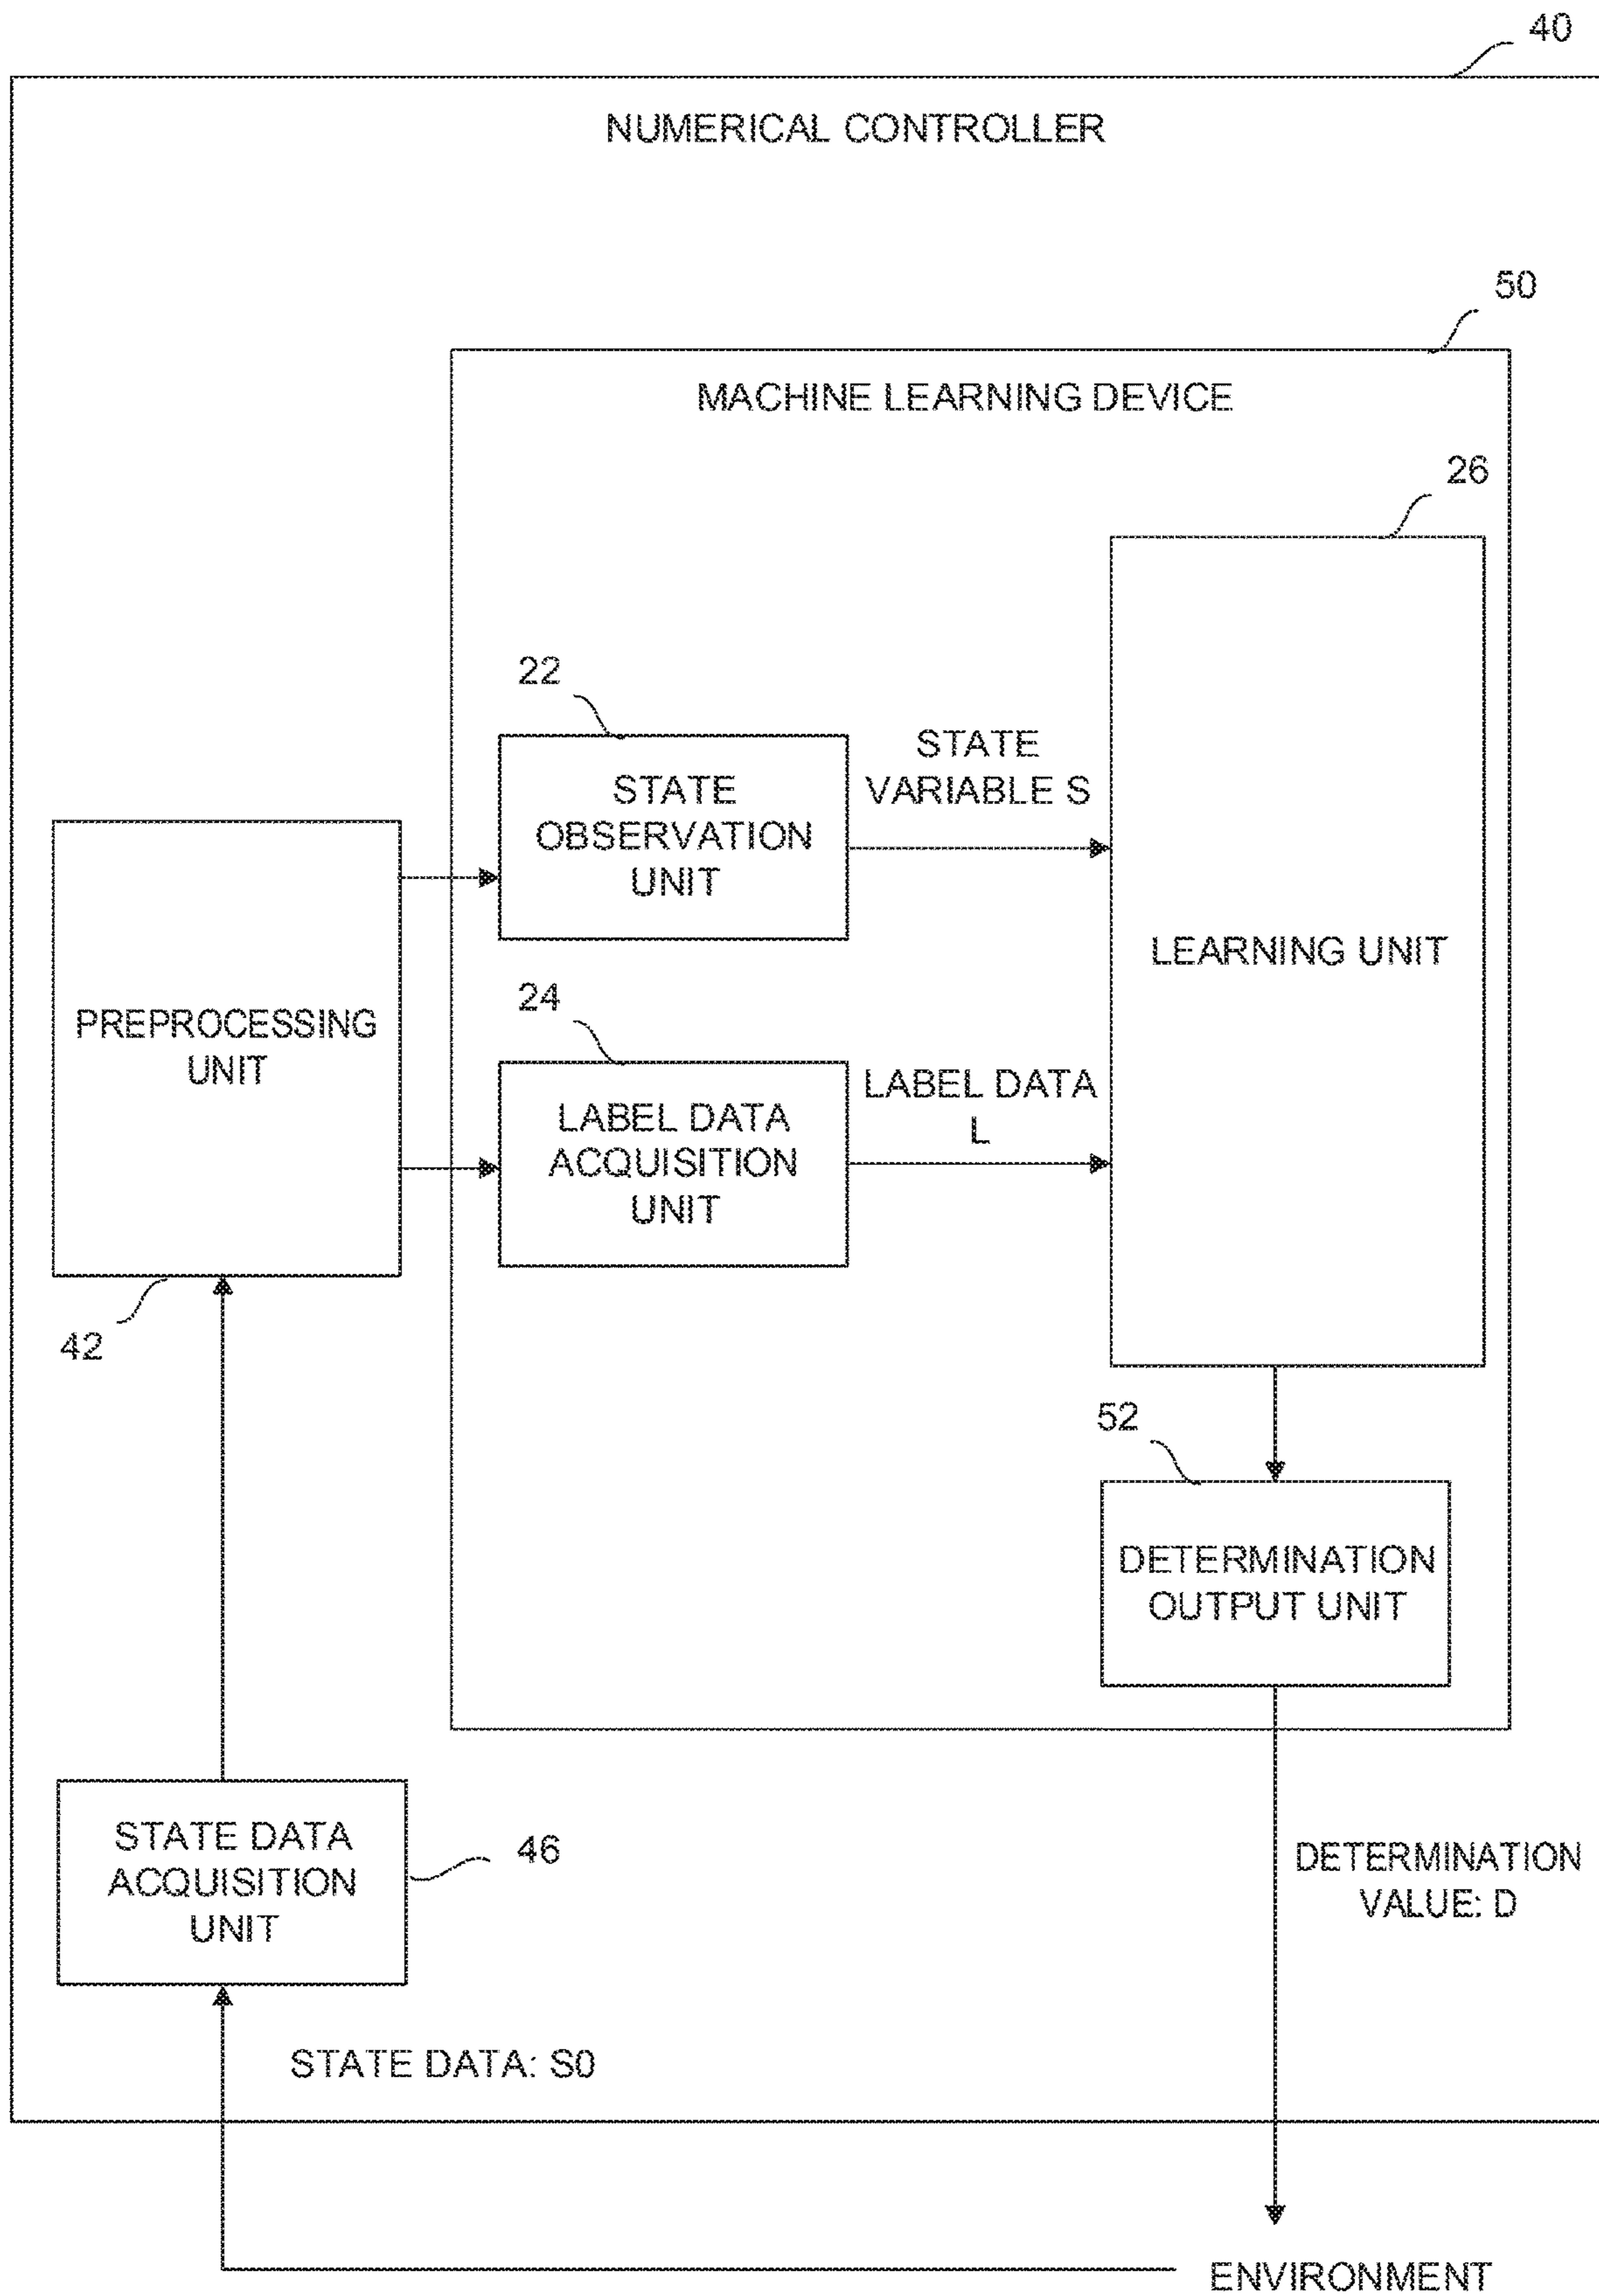 40
NUMERICAL CONTROLLER
50
MACHINE LEARNING DEVICE
26
22
STATE
OBSERVATION
UNIT
STATE
VARIABLE S
LEARNING UNIT
PREPROCESSING
UNIT
42
24
LABEL DATA
ACQUISITION
UNIT
LABEL DATA
L
52
DETERMINATION
OUTPUT UNIT
STATE DATA
ACQUISITION
UNIT
46
DETERMINATION
VALUE: D
STATE DATA: S0
ENVIRONMENT